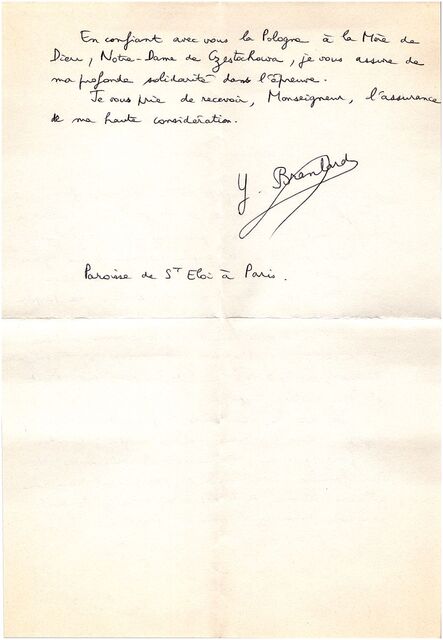 En confiant avec vous la Pologne à la Mère de
Dieu, Notre-Dame de Częstochowa, je vous assure de
ma profonde solidarité dans l'épreuve.
Je vous prie de recevoir, Monseigneur, l'assurance
de ma haute considération.
Y.
Paroisse de St Eloi à Paris.